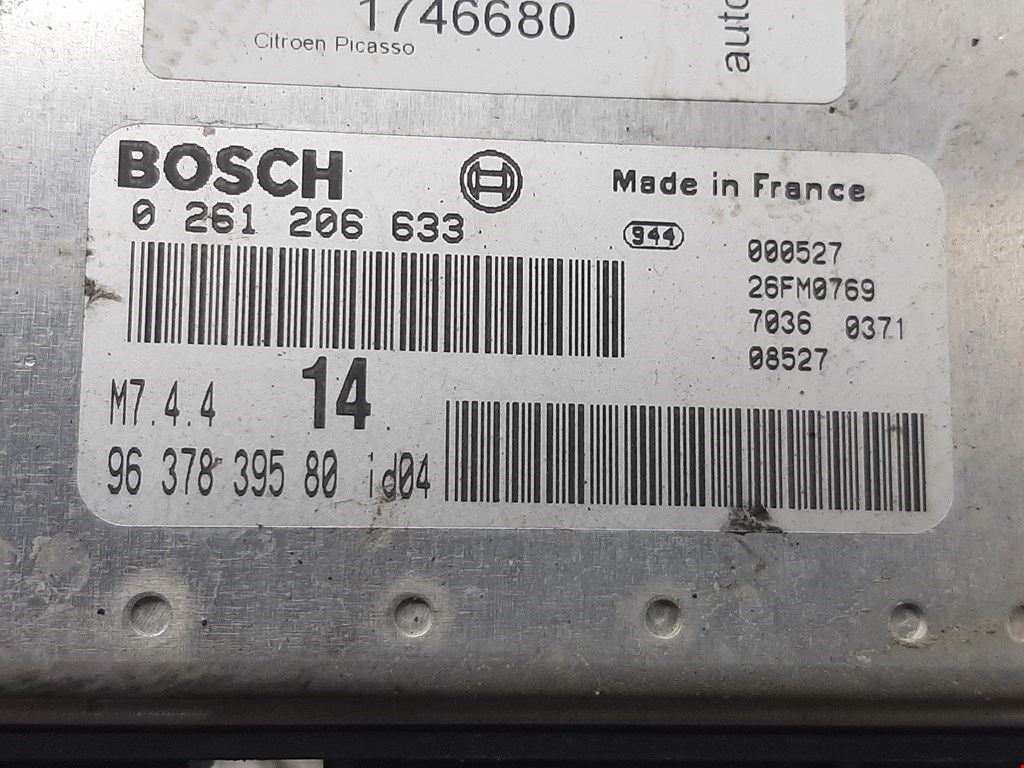 1746680
Citroen Picasso
auto
BOSCH
Made in France
0 261 206 633
944
000527
26FM0769
7036 0371
08527
14
M7.4.4
96 378 395 80 id04